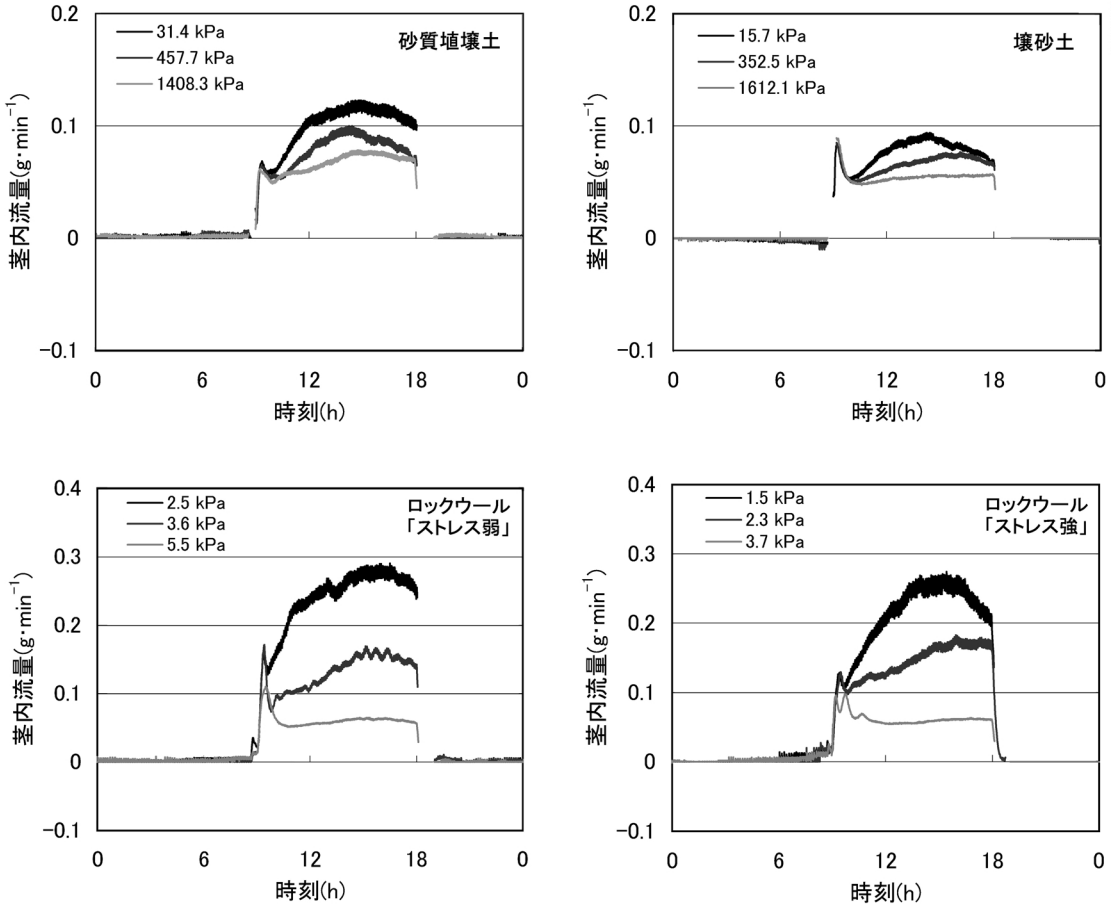 砂質埴壌土
31.4 kPa
457.7 kPa
1408.3 kPa
茎内流量(g·min⁻¹)
0.2
0.1
0
−0.1
0
6
12
18
0
時刻(h)
壌砂土
15.7 kPa
352.5 kPa
1612.1 kPa
茎内流量(g·min⁻¹)
0.2
0.1
0
−0.1
0
6
12
18
0
時刻(h)
ロックウール
「ストレス弱」
2.5 kPa
3.6 kPa
5.5 kPa
茎内流量(g·min⁻¹)
0.4
0.3
0.2
0.1
0
−0.1
0
6
12
18
0
時刻(h)
ロックウール
「ストレス強」
1.5 kPa
2.3 kPa
3.7 kPa
茎内流量(g·min⁻¹)
0.4
0.3
0.2
0.1
0
−0.1
0
6
12
18
0
時刻(h)